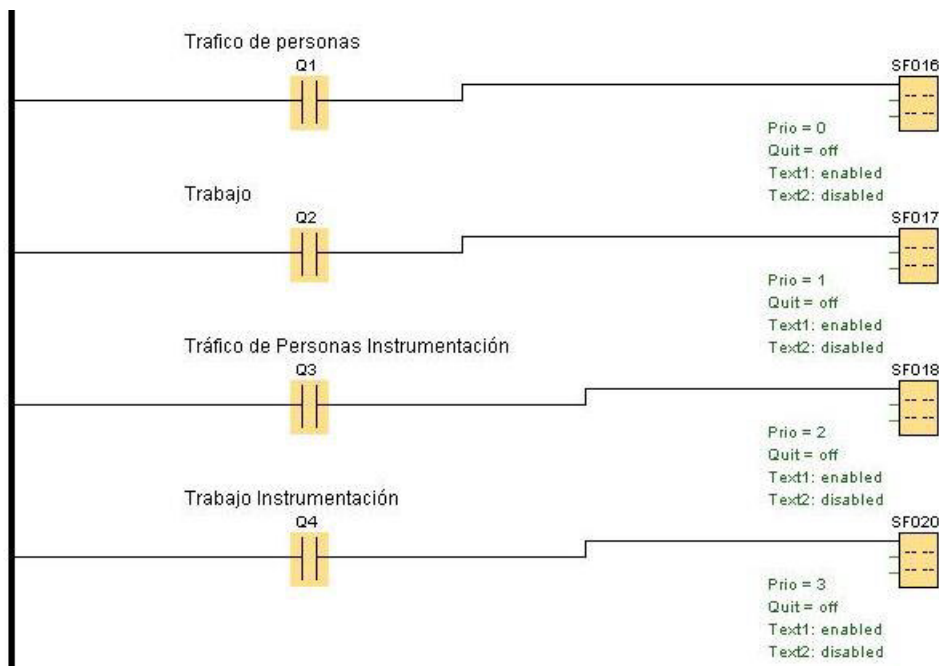 Trafico de personas
Q1
SF016
Prio = 0
Quit = off
Text1: enabled
Text2: disabled
Trabajo
Q2
SF017
Prio = 1
Quit = off
Text1: enabled
Text2: disabled
Tráfico de Personas Instrumentación
Q3
SF018
Prio = 2
Quit = off
Text1: enabled
Text2: disabled
Trabajo Instrumentación
Q4
SF020
Prio = 3
Quit = off
Text1: enabled
Text2: disabled